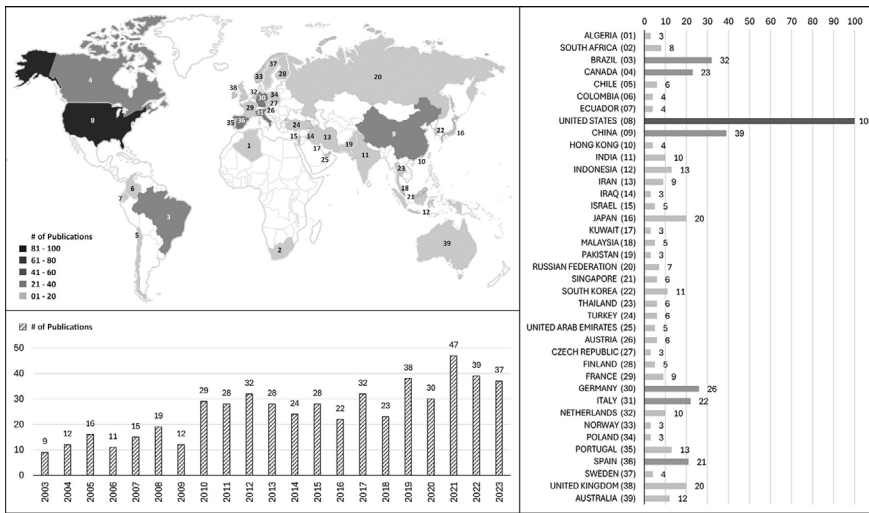 37
33
28
20
4
38
32
30
34
27
29
26
31
35
36
8
24
9
22
16
15
14
13
19
1
17
25
11
10
23
6
7
18
21
3
12
5
2
39
# of Publications
81 - 100
61 - 80
41 - 60
21 - 40
01 - 20
# of Publications
50
40
30
20
10
0
9
12
16
11
15
19
12
29
28
32
28
24
28
22
32
23
38
30
47
39
37
2003
2004
2005
2006
2007
2008
2009
2010
2011
2012
2013
2014
2015
2016
2017
2018
2019
2020
2021
2022
2023
0 10 20 30 40 50 60 70 80 90 100
ALGERIA (01) 3
SOUTH AFRICA (02) 8
BRAZIL (03) 32
CANADA (04) 23
CHILE (05) 6
COLOMBIA (06) 4
ECUADOR (07) 4
UNITED STATES (08) 10
CHINA (09) 39
HONG KONG (10) 4
INDIA (11) 10
INDONESIA (12) 13
IRAN (13) 9
IRAQ (14) 3
ISRAEL (15) 5
JAPAN (16) 20
KUWAIT (17) 3
MALAYSIA (18) 5
PAKISTAN (19) 3
RUSSIAN FEDERATION (20) 7
SINGAPORE (21) 6
SOUTH KOREA (22) 11
THAILAND (23) 6
TURKEY (24) 6
UNITED ARAB EMIRATES (25) 5
AUSTRIA (26) 6
CZECH REPUBLIC (27) 3
FINLAND (28) 5
FRANCE (29) 9
GERMANY (30) 26
ITALY (31) 22
NETHERLANDS (32) 10
NORWAY (33) 3
POLAND (34) 3
PORTUGAL (35) 13
SPAIN (36) 21
SWEDEN (37) 4
UNITED KINGDOM (38) 20
AUSTRALIA (39) 12